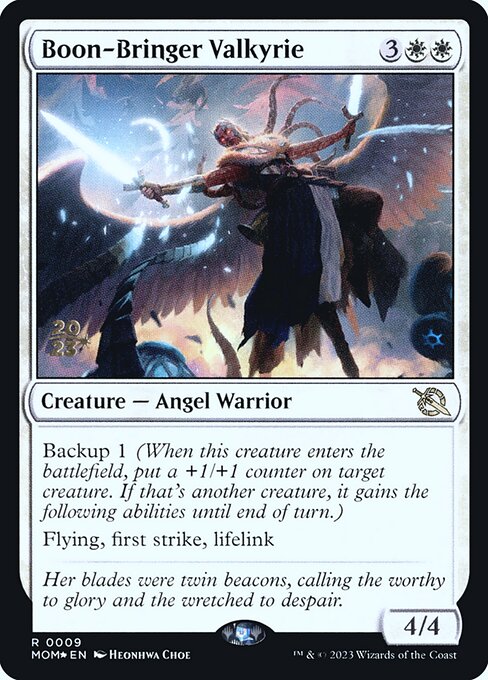 Boon-Bringer Valkyrie 3
20
23
Creature — Angel Warrior
Backup 1 (When this creature enters the
battlefield, put a +1/+1 counter on target
creature. If that's another creature, it gains the
following abilities until end of turn.)
Flying, first strike, lifelink
Her blades were twin beacons, calling the worthy
to glory and the wretched to despair.
4/4
R 0009
MOM★EN Heonhwa Choe
™ & © 2023 Wizards of the Coast